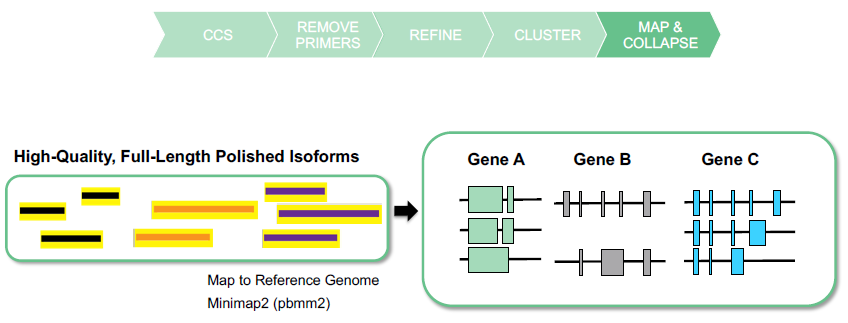 CCS
REMOVE
PRIMERS
REFINE
CLUSTER
MAP &
COLLAPSE
High-Quality, Full-Length Polished Isoforms
Gene A
Gene B
Gene C
Map to Reference Genome
Minimap2 (pbmm2)